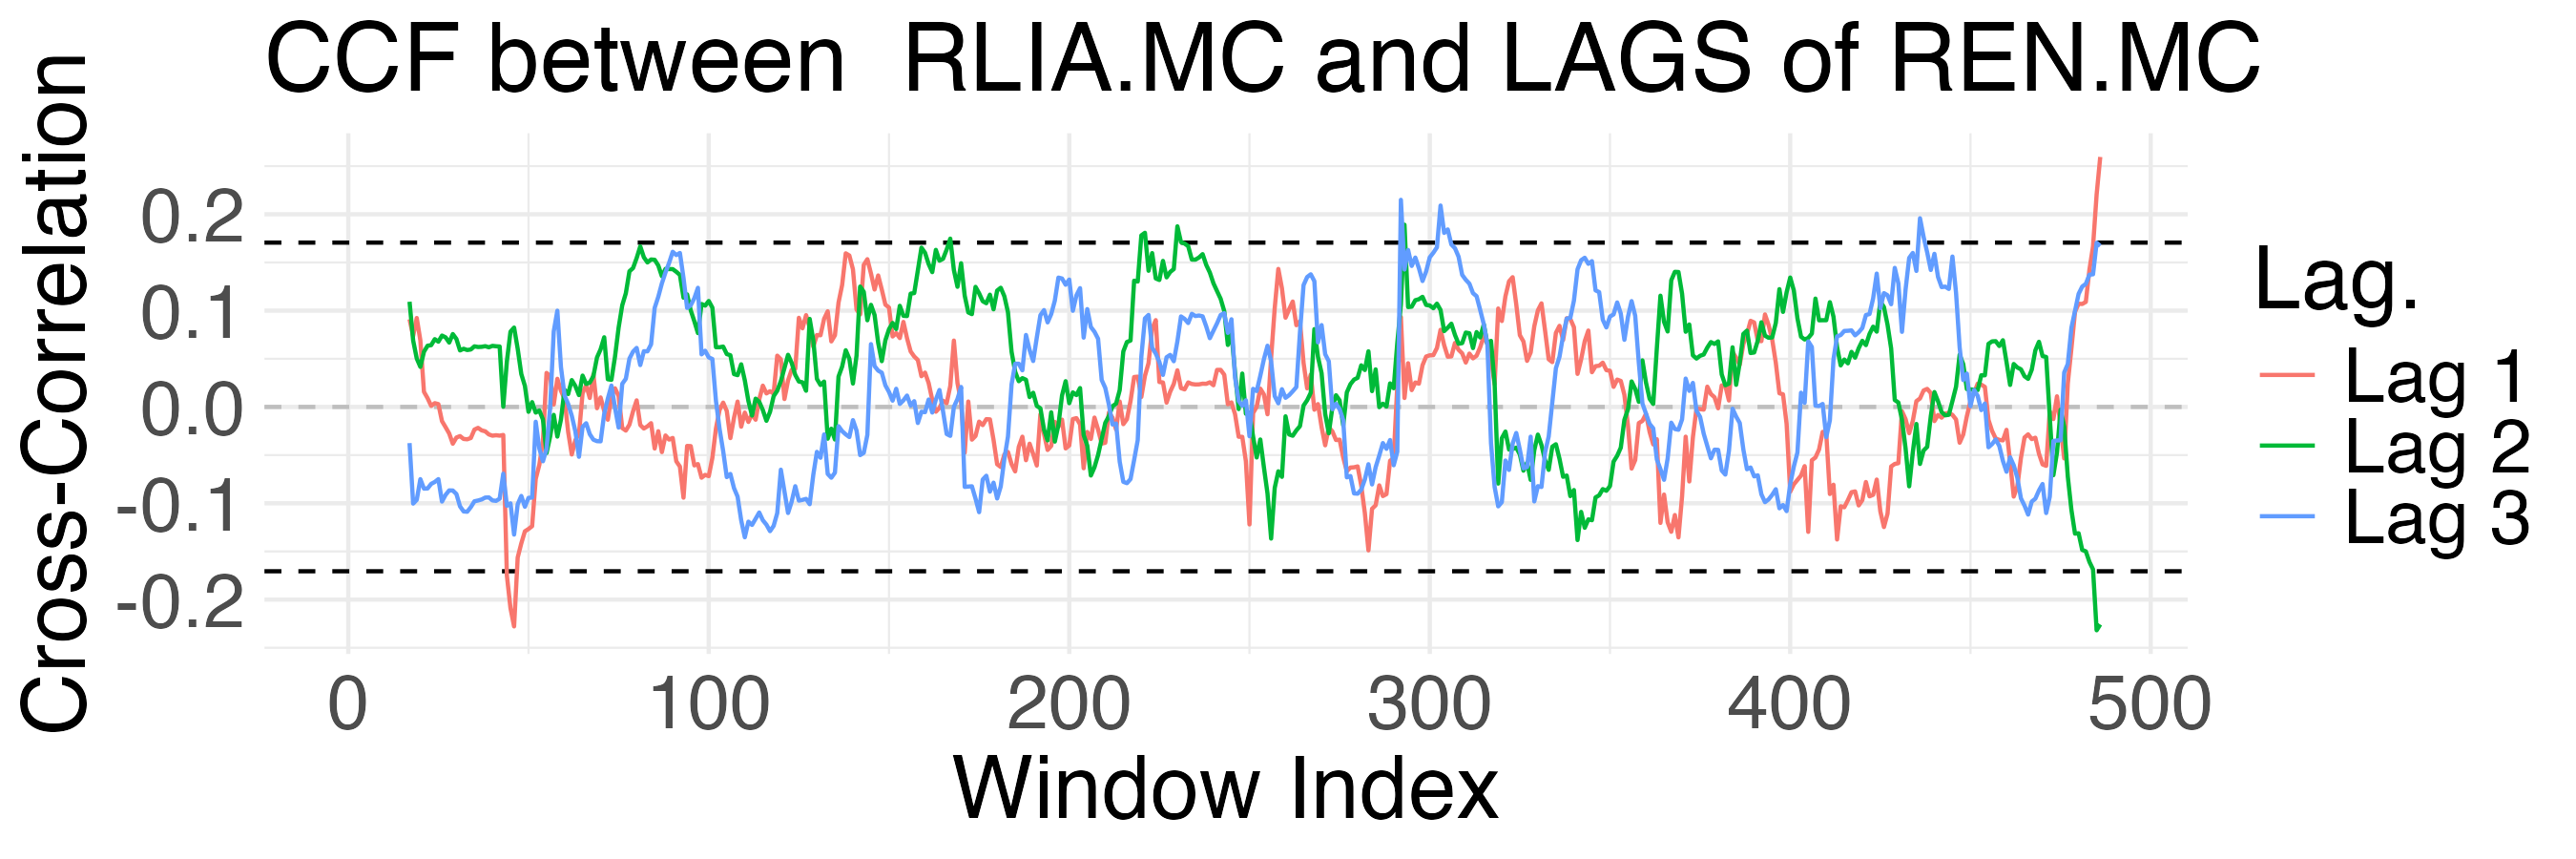 CCF between  RLIA.MC and LAGS of REN.MC
Cross-Correlation
0.2
0.1
0.0
-0.1
-0.2
0 100 200 300 400 500
Window Index
Lag.
Lag 1
Lag 2
Lag 3